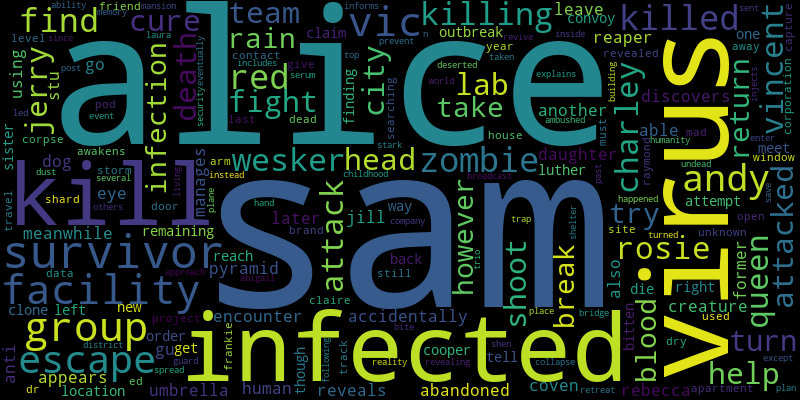 alice
sam
virus
infected
kill
killing
killed
vic
team
cure
find
rain
red
fight
death
jerry
stu
infection
city
lab
take
head
wesker
zombie
charley
return
vincent
andy
discovers
reaper
leave
convoy
outbreak
claim
level
friend
mansion
ability
memory
since
laura
using
go
pod
post
event
top
contact
includes
security
eventually
informs
prevent
year
give
serum
explains
deserted
ambushed
finding
searching
last
dead
house
another
daughter
luther
must
building
inside
revealed
one
away
corporation
capture
sent
revive
taken
world
stark
able
mad
humanity
raymond
undead
meet
window
attacked
attempt
sister
corpse
dog
awakens
dust
storm
several
others
eye
arm
instead
living
plane
manages
door
shard
travel
meanwhile
remaining
survivor
facility
group
escape
attack
later
jill
way
however
shoot
break
try
rosie
queen
former
back
still
brand
company
hand
childhood
broadcast
past
trap
trio
claire
site
unknown
happened
open
also
die
right
creature
bitten
blood
turn
help
used
dry
except
save
enter
turned
shelter
bridge
place
reach
data
pyramid
clone
left
new
encounter
accidentally
gu
get
order
project
approach
abigail
anti
appears
location
dr
ed
spread
district
umbrella
human
guard
frankie
though
reveals
following
track
bite
reality
cooper
revealing
abandoned
tell
shen
collapse
coven
retreat
rebecca
apartment
plan
led
n